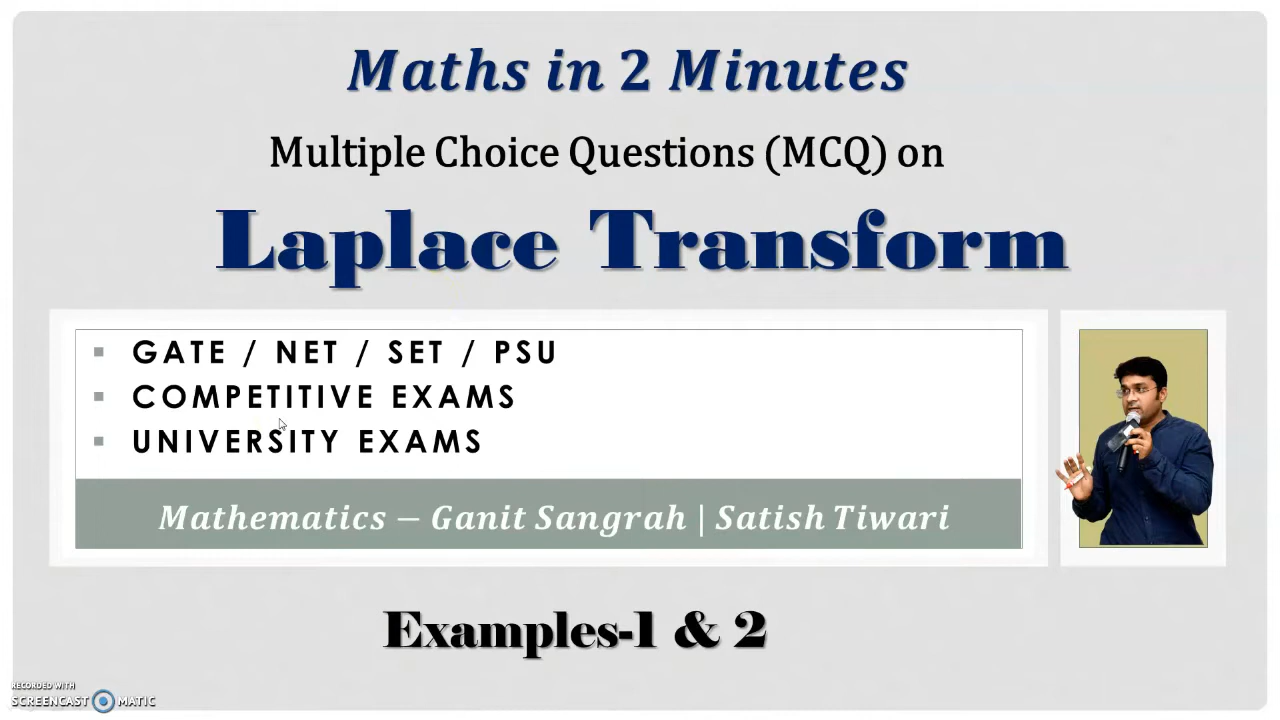 Maths in 2 Minutes
Multiple Choice Questions (MCQ) on
Laplace Transform
GATE / NET / SET / PSU
COMPETITIVE EXAMS
UNIVERSITY EXAMS
Mathematics – Ganit Sangrah | Satish Tiwari
Examples-1 & 2
RECORDED WITH
SCREENCAST MATIC